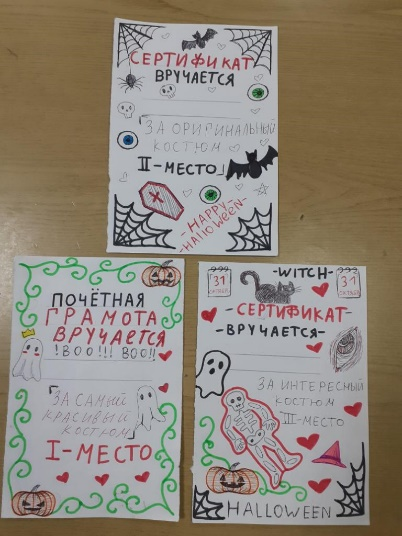 СЕРТИФИКАТ
ВРУЧАЕТСЯ
"ЗА ОРИГИНАЛЬНЫЙ
КОСТЮМ
II-МЕСТО"
-HAPPY-
-HALLOWEEN-
ПОЧЁТНАЯ
ГРАМОТА
ВРУЧАЕТСЯ
!BOO!!! BOO!!
"ЗА САМЫЙ
КРАСИВЫЙ
КОСТЮМ"
I-МЕСТО
-WITCH-
31
31
-СЕРТИФИКАТ-
-ВРУЧАЕТСЯ-
ЗА ИНТЕРЕСНЫЙ
КОСТЮМ
III-МЕСТО
HALLOWEEN